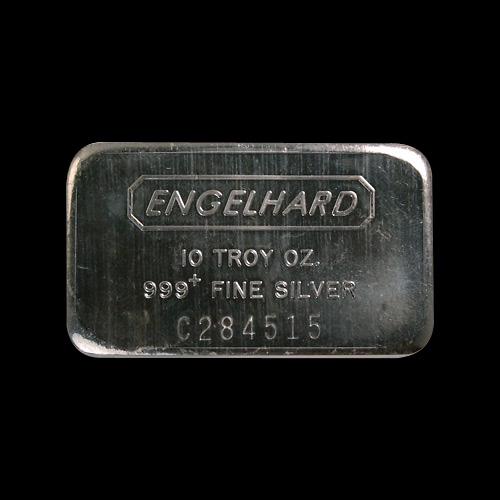 ENGELHARD
10 TROY OZ.
999+ FINE SILVER
C284515